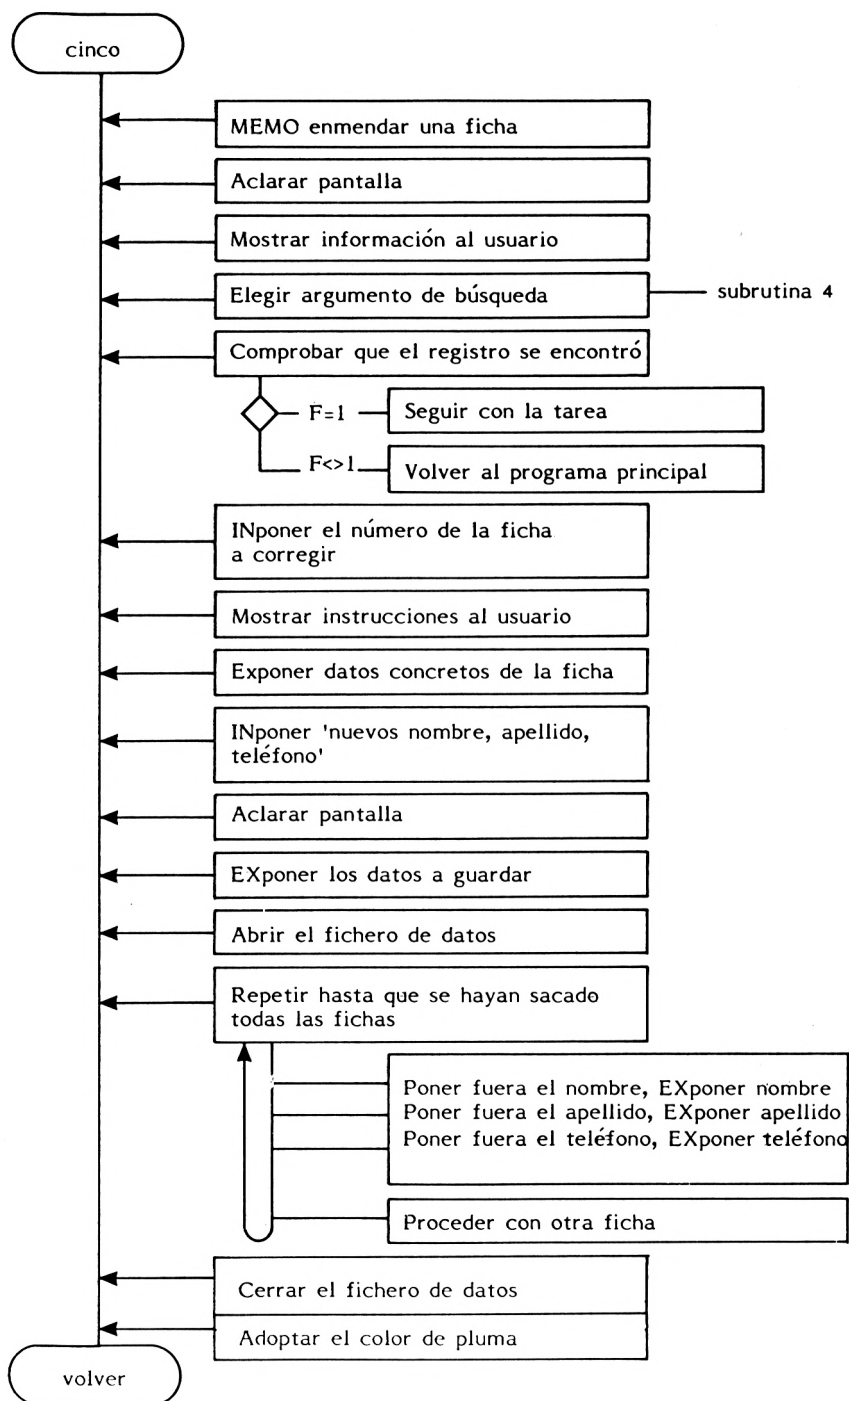 cinco
MEMO enmendar una ficha
Aclarar pantalla
Mostrar información al usuario
Elegir argumento de búsqueda
subrutina 4
Comprobar que el registro se encontró
F=1
Seguir con la tarea
F<>1
Volver al programa principal
INponer el número de la ficha
a corregir
Mostrar instrucciones al usuario
Exponer datos concretos de la ficha
INponer 'nuevos nombre, apellido,
teléfono'
Aclarar pantalla
EXponer los datos a guardar
Abrir el fichero de datos
Repetir hasta que se hayan sacado
todas las fichas
Poner fuera el nombre, EXponer nombre
Poner fuera el apellido, EXponer apellido
Poner fuera el teléfono, EXponer teléfono
Proceder con otra ficha
Cerrar el fichero de datos
Adoptar el color de pluma
volver